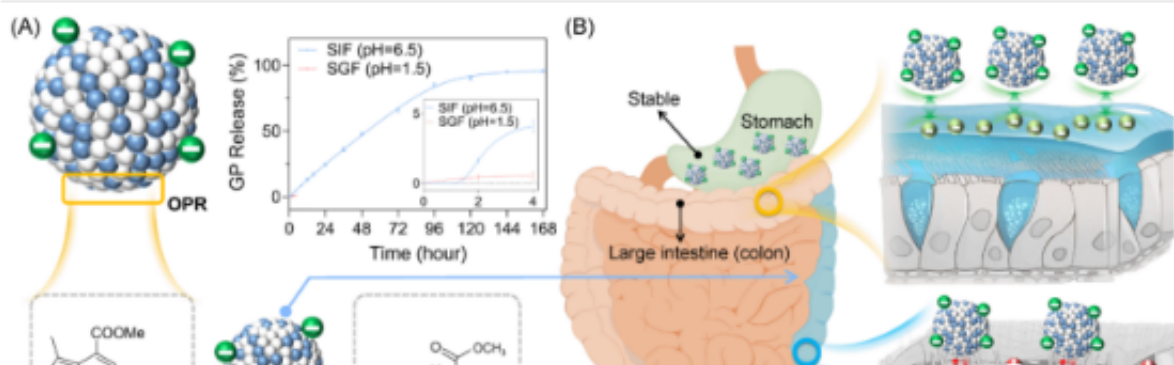 (A)
OPR
GP Release (%)
100
50
0
SIF (pH=6.5)
SGF (pH=1.5)
5
0
SIF (pH=6.5)
SGF (pH=1.5)
0 2 4
0 24 48 72 96 120 144 168
Time (hour)
COOMe
O
OCH₃
(B)
Stable
Stomach
Large intestine (colon)